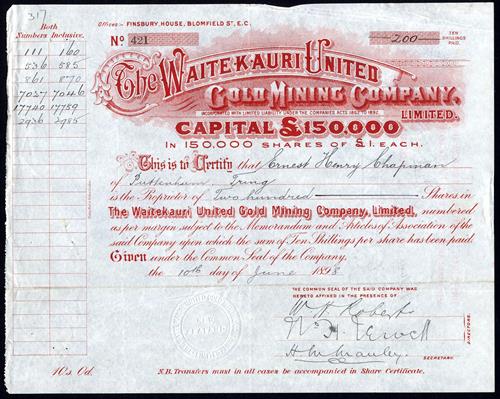 317
Both
Numbers Inclusive.
111 160
536 585
861 870
7037 7046
17740 17759
2936 2985
Offices:- FINSBURY HOUSE, BLOMFIELD ST, E.C.
No. 421
200
TEN SHILLINGS PAID.
The WAITEKAURI UNITED
GOLD MINING COMPANY,
LIMITED.
INCORPORATED WITH LIMITED LIABILITY UNDER THE COMPANIES ACTS 1862 TO 1892.
CAPITAL £150,000
IN 150,000 SHARES OF £1. EACH.
This is to Certify that Ernest Henry Chapman
of Puttenham Tring
is the Proprietor of Two hundred Shares in
The Waitekauri United Gold Mining Company, Limited, numbered
as per margin subject to the Memorandum and Articles of Association of the
said Company upon which the sum of Ten Shillings per share has been paid.
Given under the Common Seal of the Company.
the 10th day of June 1898
THE COMMON SEAL OF THE SAID COMPANY WAS
HERETO AFFIXED IN THE PRESENCE OF
DIRECTORS.
SECRETARY.
10s. 0d.
N.B. Transfers must in all cases be accompanied in Share Certificate.